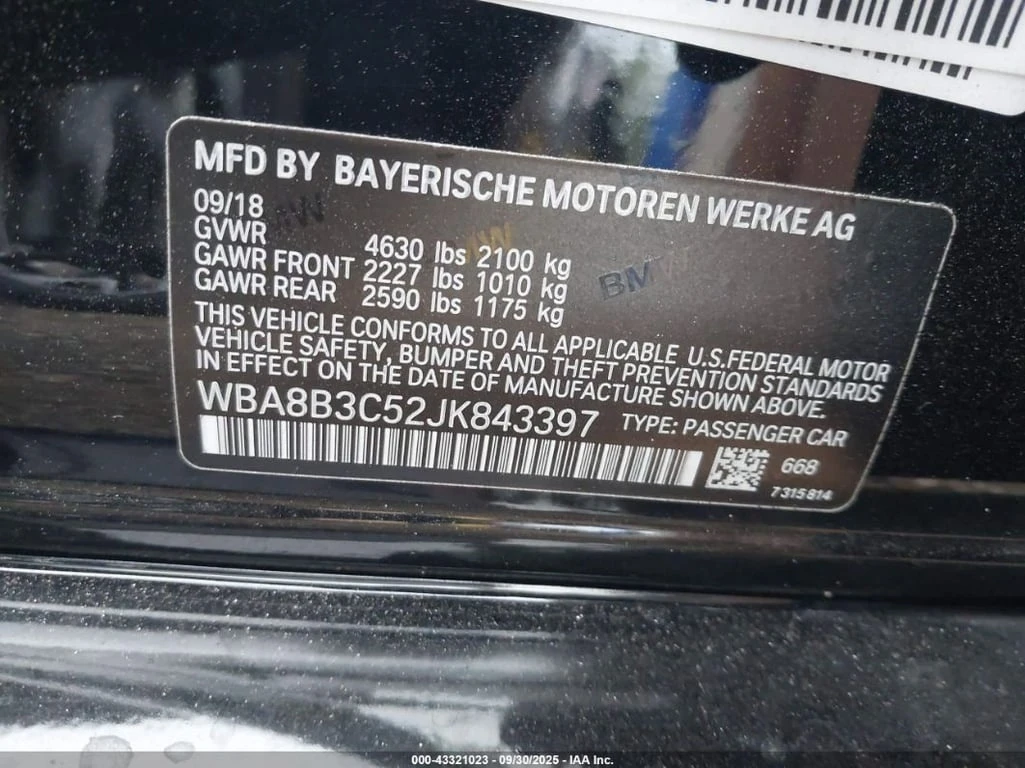 MFD BY BAYERISCHE MOTOREN WERKE AG
09/18
GVWR 4630 lbs 2100 kg
GAWR FRONT 2227 lbs 1010 kg
GAWR REAR 2590 lbs 1175 kg
THIS VEHICLE CONFORMS TO ALL APPLICABLE U.S.FEDERAL MOTOR
VEHICLE SAFETY, BUMPER AND THEFT PREVENTION STANDARDS
IN EFFECT ON THE DATE OF MANUFACTURE SHOWN ABOVE.
WBA8B3C52JK843397 TYPE: PASSENGER CAR
668
7315814
BMW
000-43321023 - 09/30/2025 - IAA Inc.